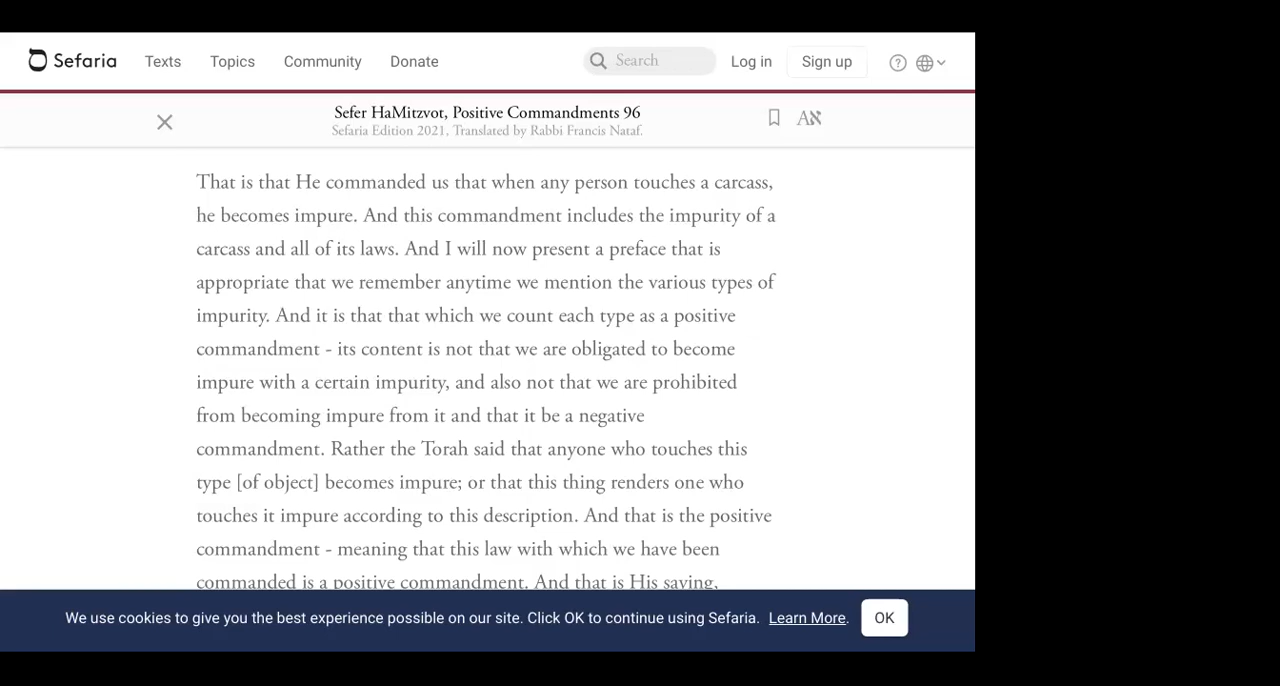 Sefaria Texts Topics Community Donate Search Log in Sign up
Sefer HaMitzvot, Positive Commandments 96
Sefaria Edition 2021, Translated by Rabbi Francis Nataf.
Aא
That is that He commanded us that when any person touches a carcass,
he becomes impure. And this commandment includes the impurity of a
carcass and all of its laws. And I will now present a preface that is
appropriate that we remember anytime we mention the various types of
impurity. And it is that that which we count each type as a positive
commandment - its content is not that we are obligated to become
impure with a certain impurity, and also not that we are prohibited
from becoming impure from it and that it be a negative
commandment. Rather the Torah said that anyone who touches this
type [of object] becomes impure; or that this thing renders one who
touches it impure according to this description. And that is the positive
commandment - meaning that this law with which we have been
commanded is a positive commandment. And that is His saying,
We use cookies to give you the best experience possible on our site. Click OK to continue using Sefaria. Learn More. OK